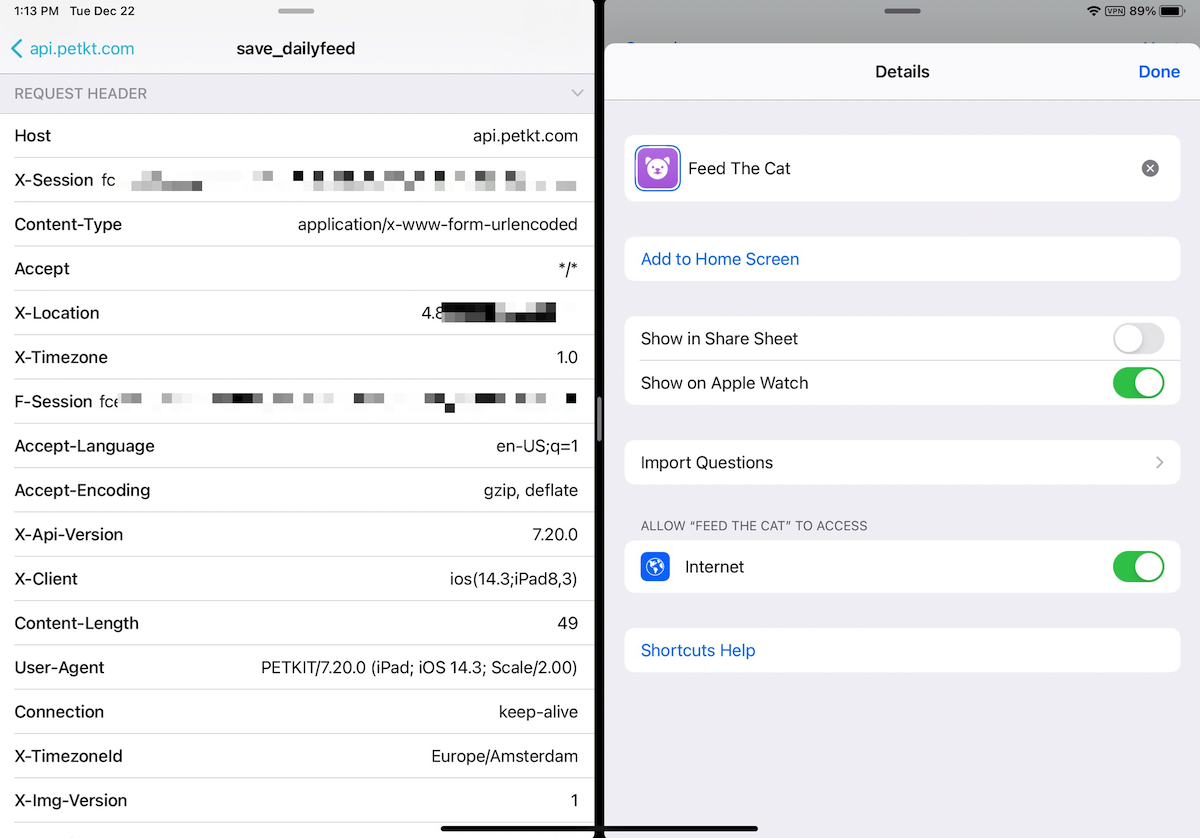 1:13 PM Tue Dec 22
api.petkt.com
save_dailyfeed
REQUEST HEADER
Host api.petkt.com
X-Session fc
Content-Type application/x-www-form-urlencoded
Accept */*
X-Location 4.8
X-Timezone 1.0
F-Session fce
Accept-Language en-US;q=1
Accept-Encoding gzip, deflate
X-Api-Version 7.20.0
X-Client ios(14.3;iPad8,3)
Content-Length 49
User-Agent PETKIT/7.20.0 (iPad; iOS 14.3; Scale/2.00)
Connection keep-alive
X-TimezoneId Europe/Amsterdam
X-Img-Version 1
VPN 89%
Details
Done
Feed The Cat
Add to Home Screen
Show in Share Sheet
Show on Apple Watch
Import Questions
ALLOW “FEED THE CAT” TO ACCESS
Internet
Shortcuts Help